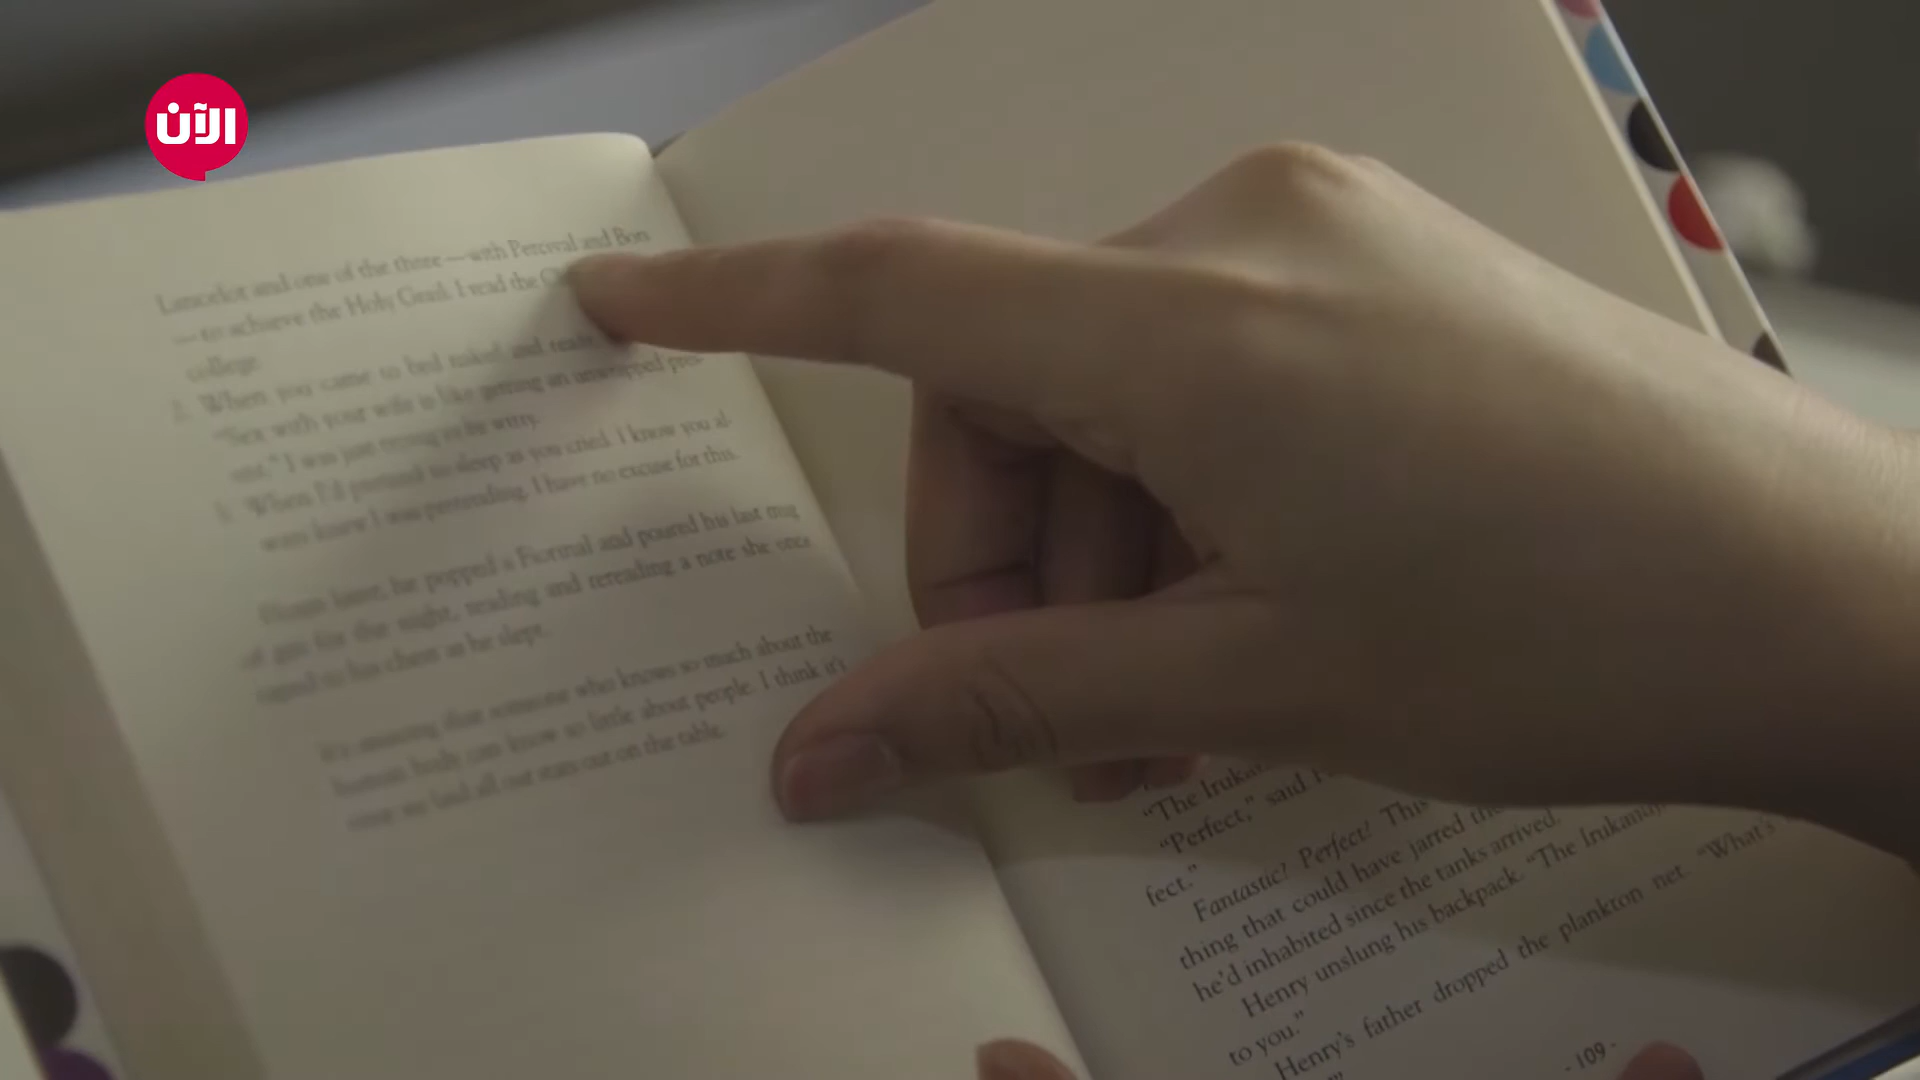 الآن
Lancelot and one of the three—with Percival and Bon
—to achieve the Holy Grail. I read the
college.
2. When you came to bed naked and ready
"Sex with your wife is like getting an unwrapped pres-
ent." I was just trying to be witty.
3. When I'd pretend to sleep as you cried. I know you al-
ways knew I was pretending. I have no excuse for this.
later, he popped a Fiorinal and poured his last mug
of gin for the night, reading and rereading a note she once
taped to his chest as he slept.
It's amazing that someone who knows so much about the
human body can know so little about people. I think it's
time we laid all our stars out on the table.
"The Iruka
"Perfect," said
fect."
Fantastic! Perfect! This
thing that could have jarred the
he'd inhabited since the tanks arrived,
Henry unslung his backpack. "The Irukandji
to you."
Henry's father dropped the plankton net. "What's
- 109 -